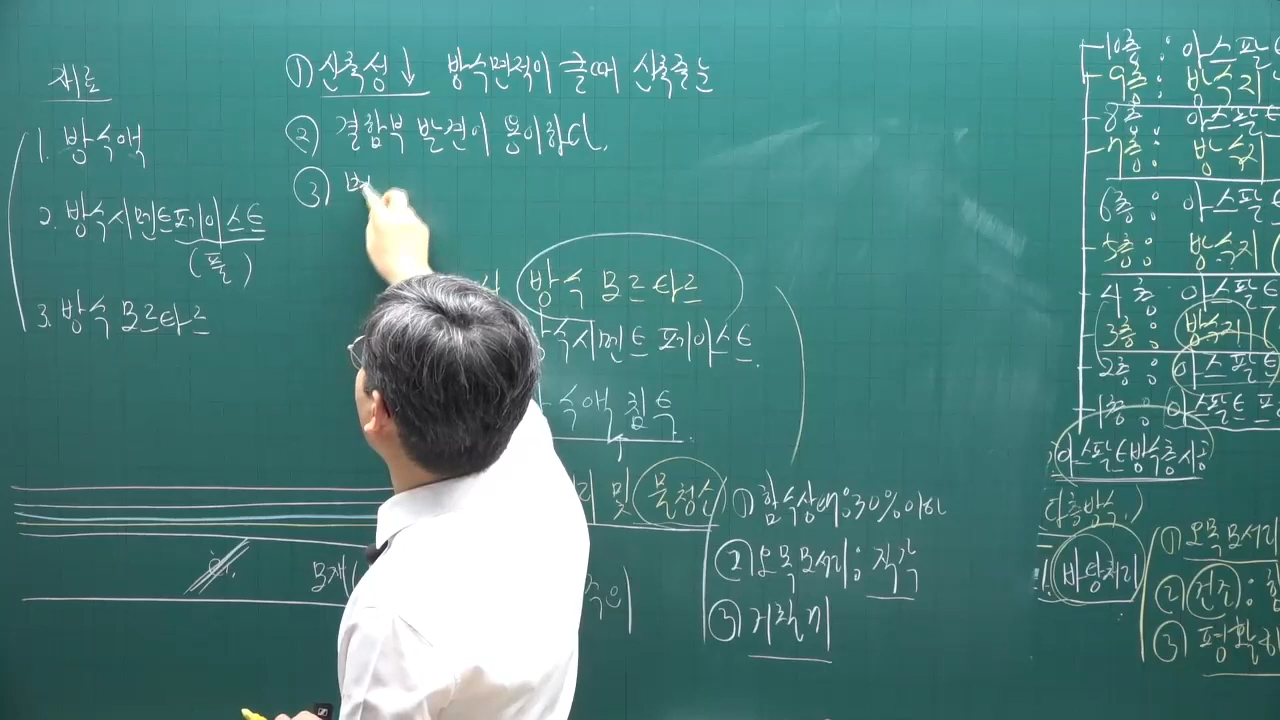 재료
1. 방수액
2. 방수시멘트페이스트
(풀)
3. 방수 모르타르
① 신축성↓ 방수면적이 클때 신축줄눈
② 결함부 발견이 용이하다.
③
방수 모르타르
방수시멘트 페이스트.
수액 침투
및 물청소
① 함수상태;30%이하
② 오목모서리; 직각
③ 거칠게
10층 : 아스팔
9층 : 방수지
8층 : 아스팔트
7층 : 방수지
6층 : 아스팔트
5층 : 방수지
4층 : 아스팔트
3층 : 방수지
2층 : 아스팔트
1층 : 아스팔트 프
아스팔트방수층시공
다층방수.)
1. 바탕처리
① 오목모서리
② 건조 : 함
③ 평활하